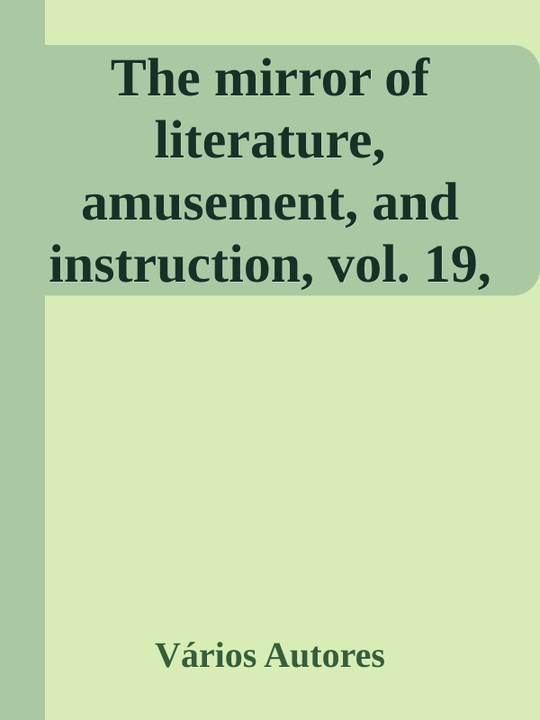 The mirror of
literature,
amusement, and
instruction, vol. 19,
Vários Autores